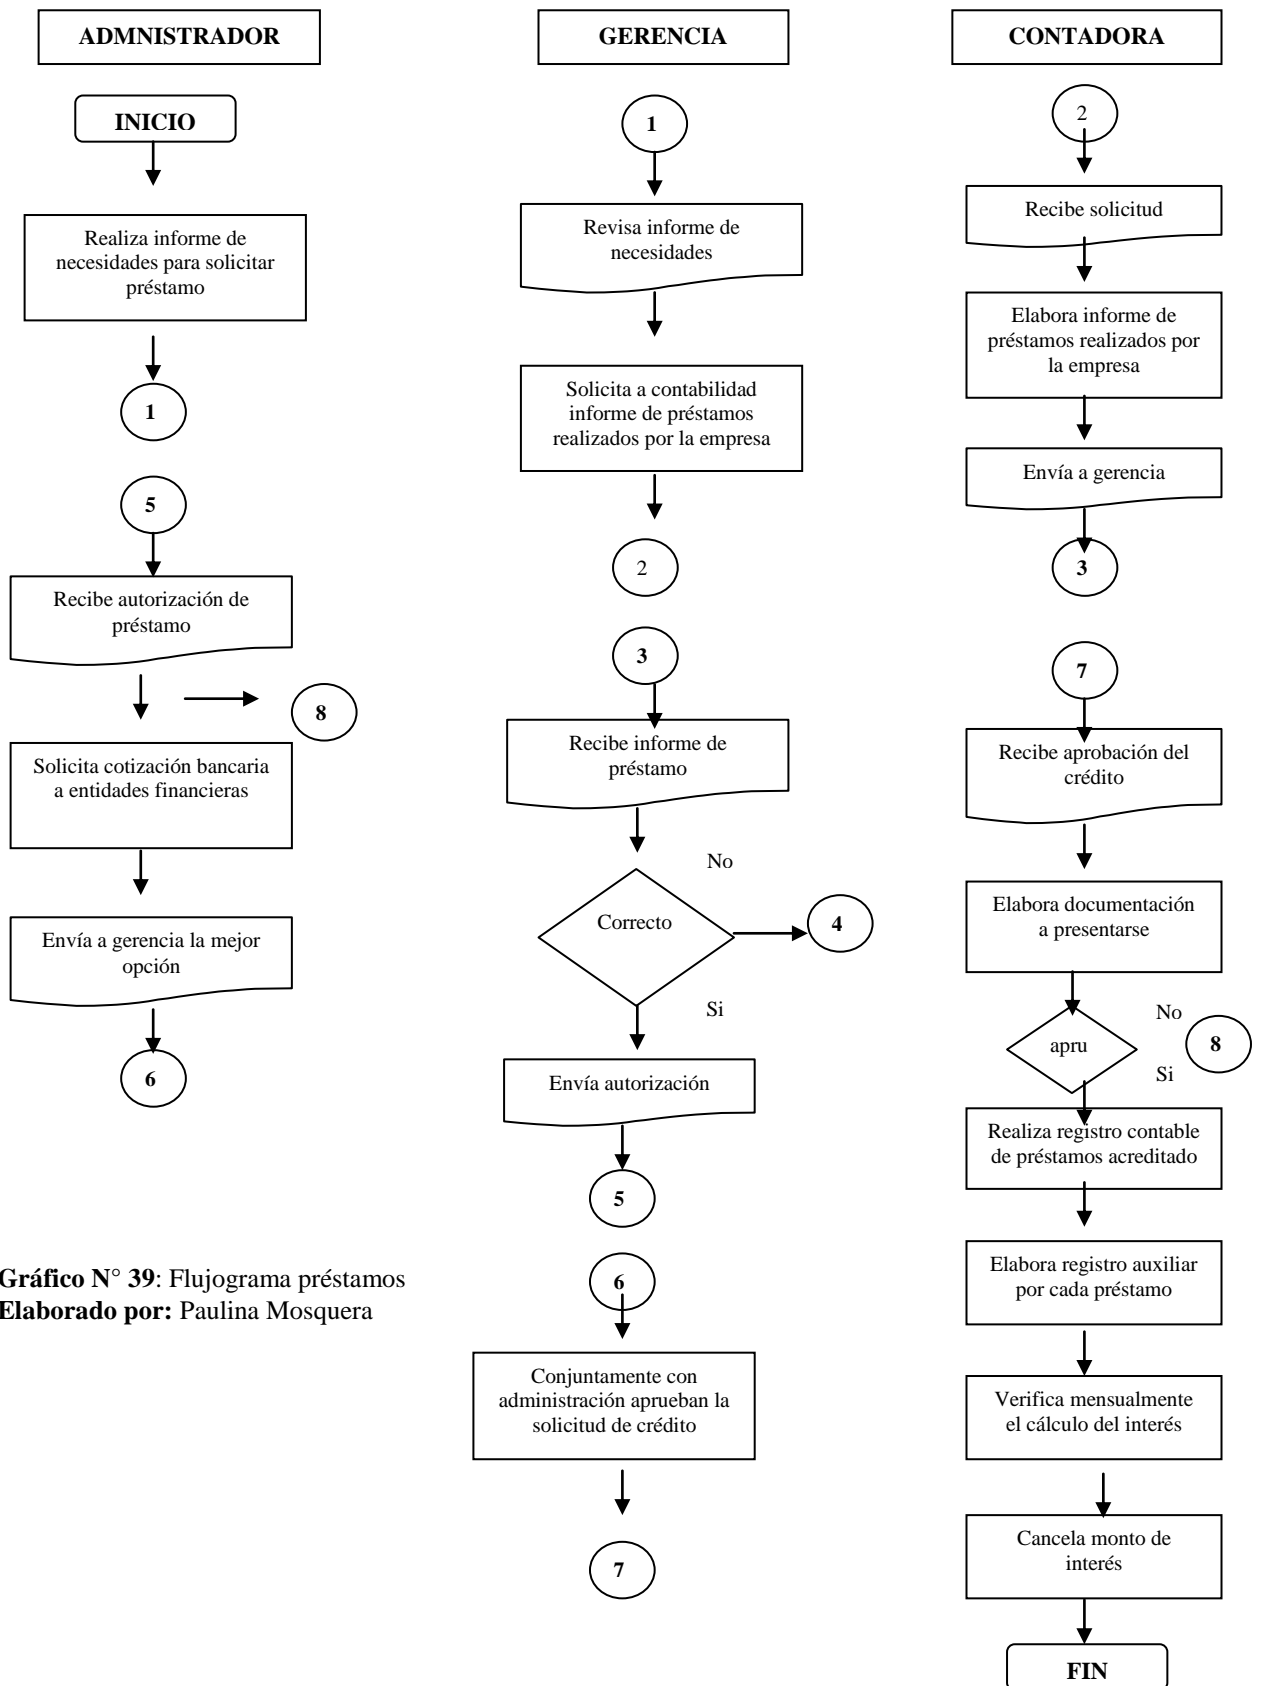 ADMNISTRADOR
INICIO
Realiza informe de
necesidades para solicitar
préstamo
1
5
Recibe autorización de
préstamo
8
Solicita cotización bancaria
a entidades financieras
Envía a gerencia la mejor
opción
6
Gráfico N° 39: Flujograma préstamos
Elaborado por: Paulina Mosquera
GERENCIA
1
Revisa informe de
necesidades
Solicita a contabilidad
informe de préstamos
realizados por la empresa
2
3
Recibe informe de
préstamo
No
Correcto
4
Si
Envía autorización
5
6
Conjuntamente con
administración aprueban la
solicitud de crédito
7
CONTADORA
2
Recibe solicitud
Elabora informe de
préstamos realizados por
la empresa
Envía a gerencia
3
7
Recibe aprobación del
crédito
Elabora documentación
a presentarse
No
apru
8
Si
Realiza registro contable
de préstamos acreditado
Elabora registro auxiliar
por cada préstamo
Verifica mensualmente
el cálculo del interés
Cancela monto de
interés
FIN